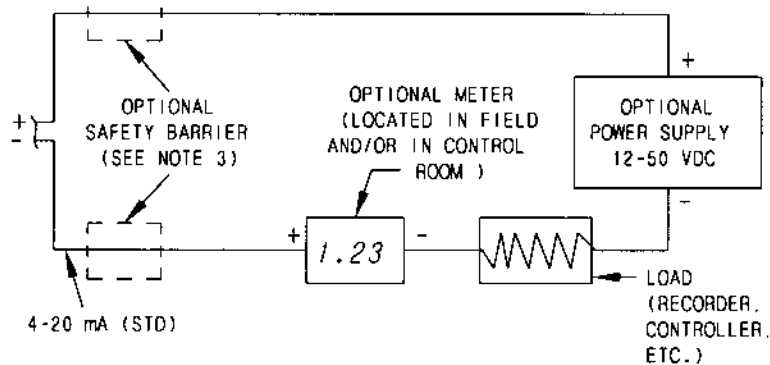 +
-
OPTIONAL
SAFETY BARRIER
(SEE NOTE 3)
OPTIONAL METER
(LOCATED IN FIELD
AND/OR IN CONTROL
ROOM )
+
OPTIONAL
POWER SUPPLY
12-50 VDC
-
+
1.23
-
4-20 mA (STD)
LOAD
(RECORDER,
CONTROLLER,
ETC.)